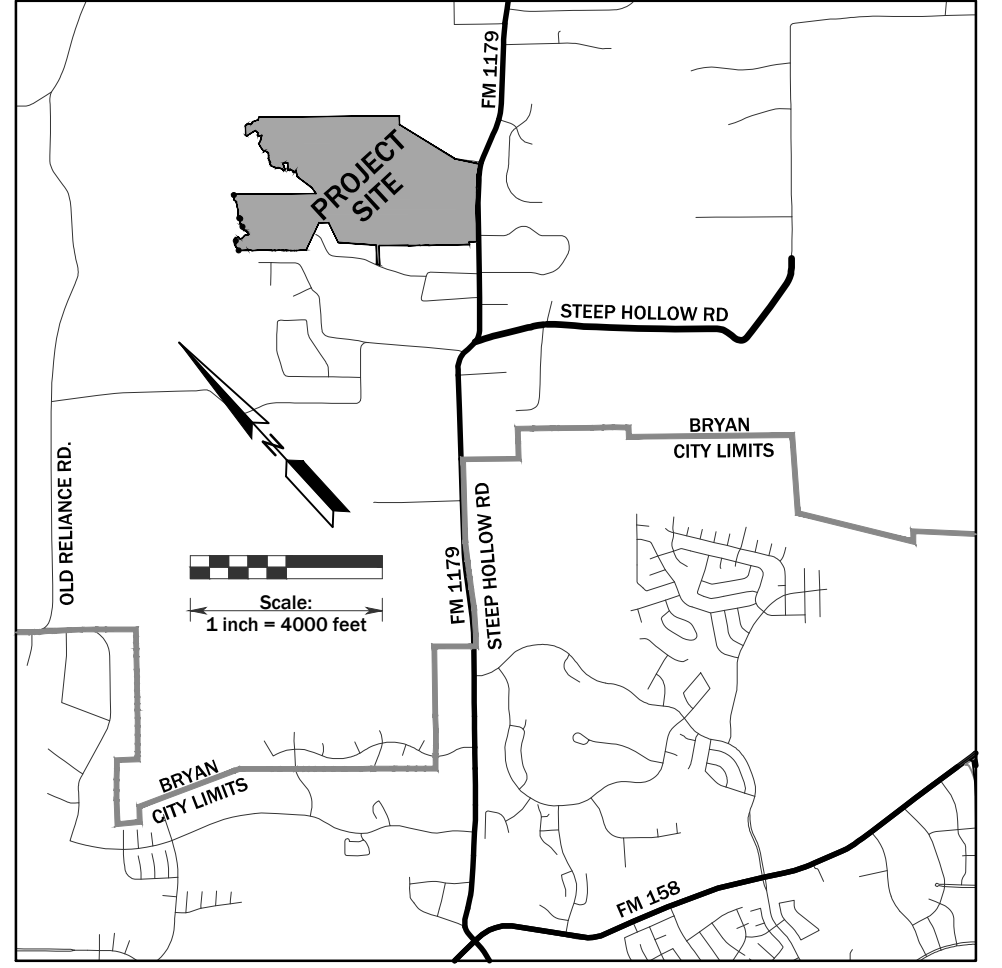 FM 1179
PROJECT
SITE
STEEP HOLLOW RD
BRYAN
CITY LIMITS
N
OLD RELIANCE RD.
FM 1179
STEEP HOLLOW RD
Scale:
1 inch = 4000 feet
BRYAN
CITY LIMITS
FM 158